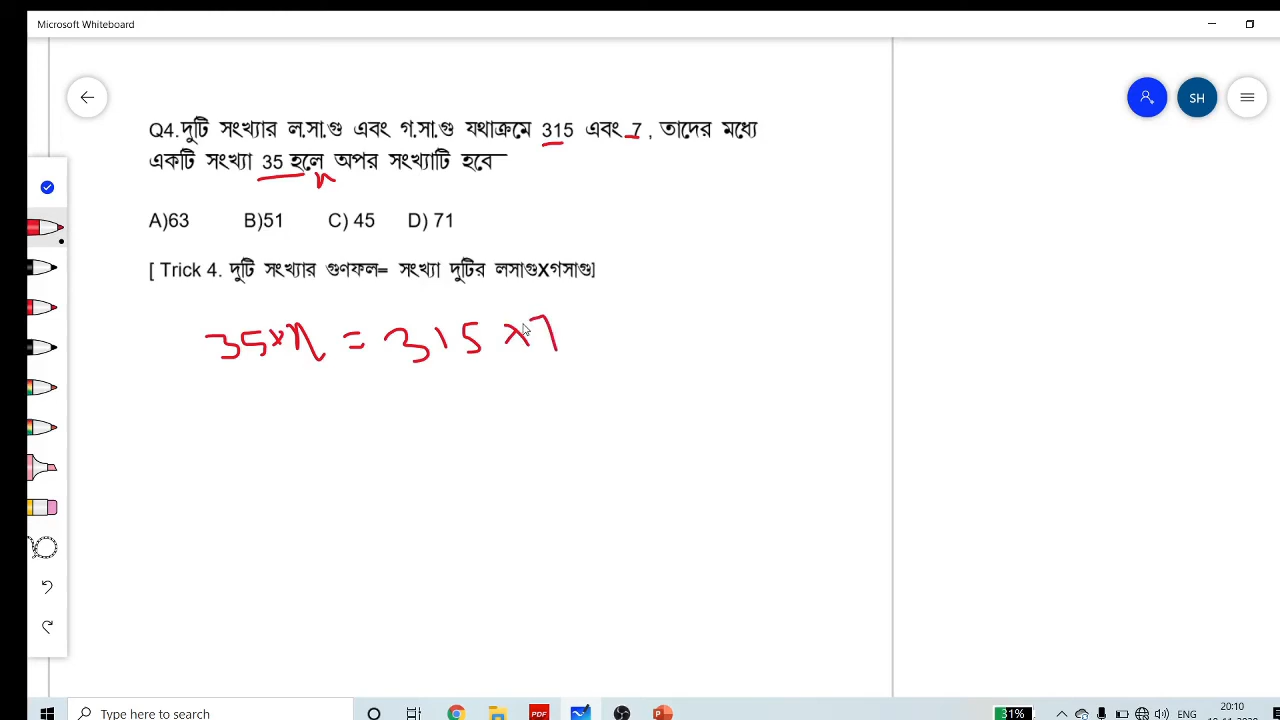 Microsoft Whiteboard
SH
Q4.দুটি সংখ্যার ল.সা.গু এবং গ.সা.গু যথাক্রমে 315 এবং 7 , তাদের মধ্যে
একটি সংখ্যা 35 হলে অপর সংখ্যাটি হবে
A)63 B)51 C) 45 D) 71
[ Trick 4. দুটি সংখ্যার গুণফল= সংখ্যা দুটির লসাগুXগসাগু]
35×x = 315 ×7
Type here to search
PDF
31%
ENG
20:10